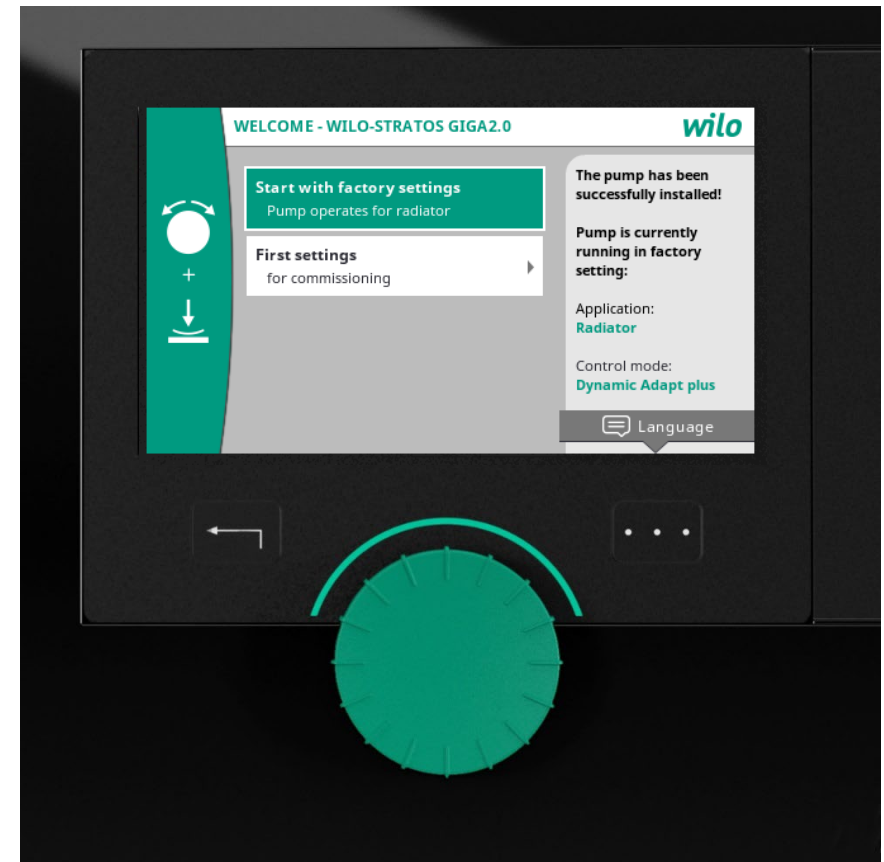 WELCOME - WILO-STRATOS GIGA2.0
wilo
Start with factory settings
Pump operates for radiator
First settings
for commissioning
The pump has been
successfully installed!
Pump is currently
running in factory
setting:
Application:
Radiator
Control mode:
Dynamic Adapt plus
Language